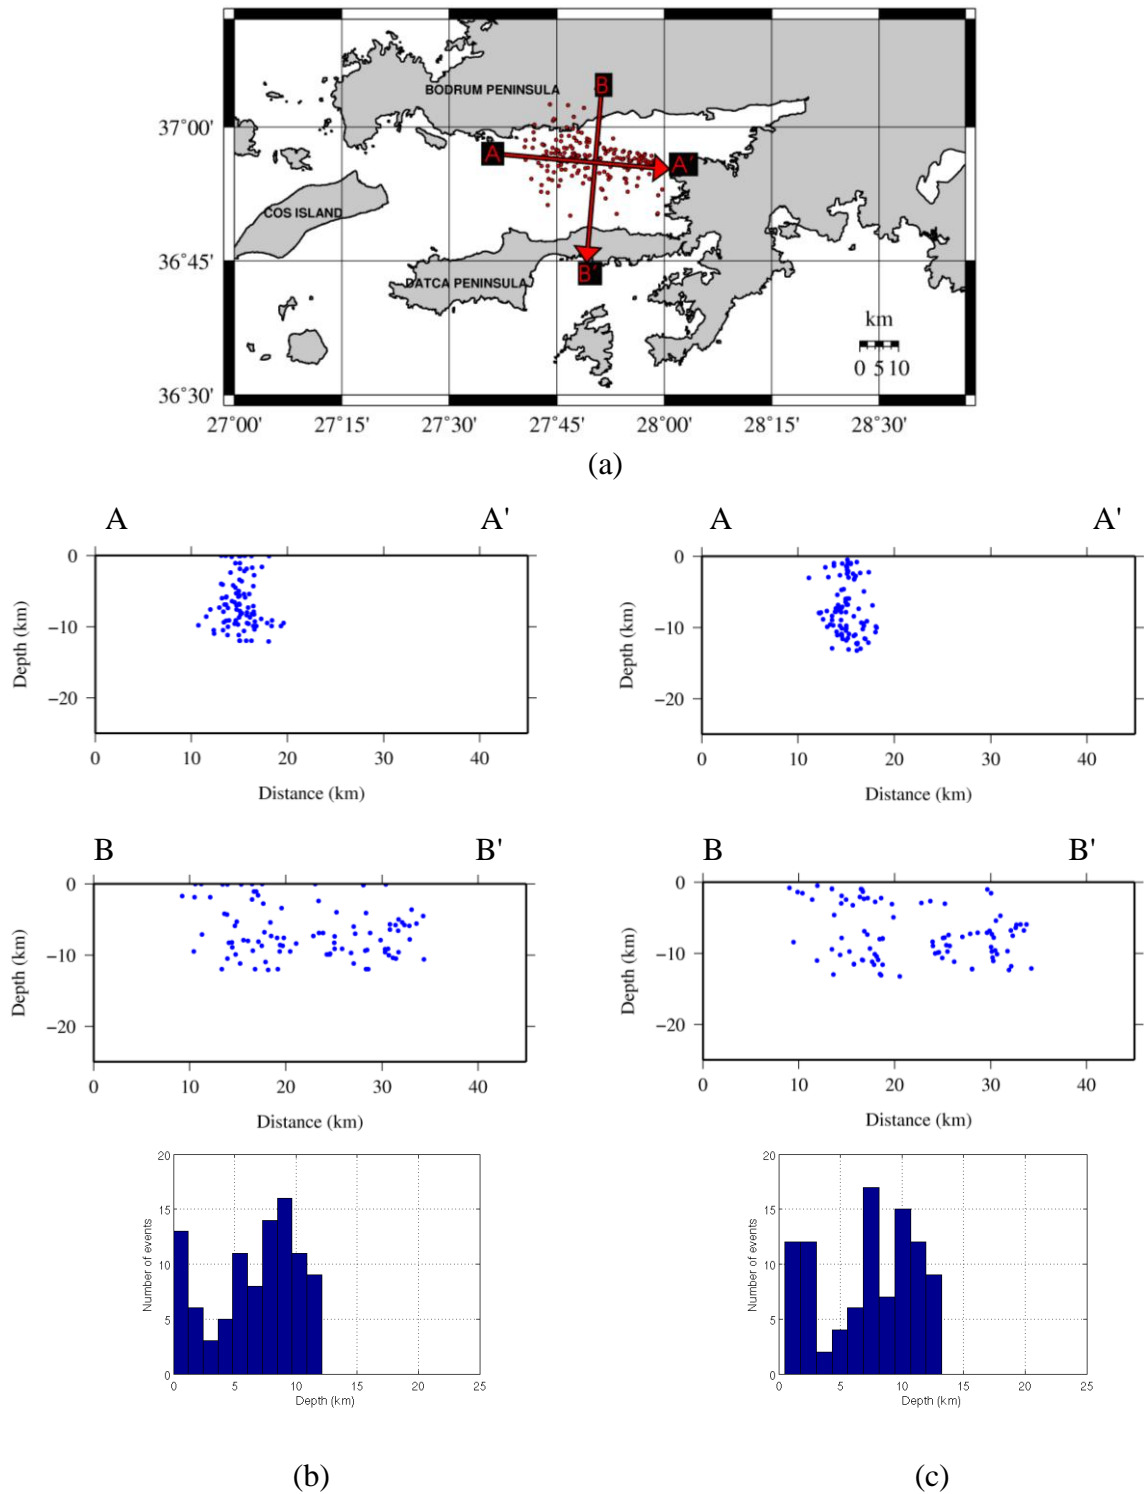 BODRUM PENINSULA
B
37°00'
A
A'
COS ISLAND
36°45'
B'
DATCA PENINSULA
km
0 5 10
36°30'
27°00' 27°15' 27°30' 27°45' 28°00' 28°15' 28°30'
(a)
A A'
0
−10
−20
Depth (km)
0 10 20 30 40
Distance (km)
A A'
0
−10
−20
Depth (km)
0 10 20 30 40
Distance (km)
B B'
0
−10
−20
Depth (km)
0 10 20 30 40
Distance (km)
B B'
0
−10
−20
Depth (km)
0 10 20 30 40
Distance (km)
20
15
10
5
0
Number of events
0 5 10 15 20 25
Depth (km)
20
15
10
5
0
Number of events
0 5 10 15 20 25
Depth (km)
(b) (c)